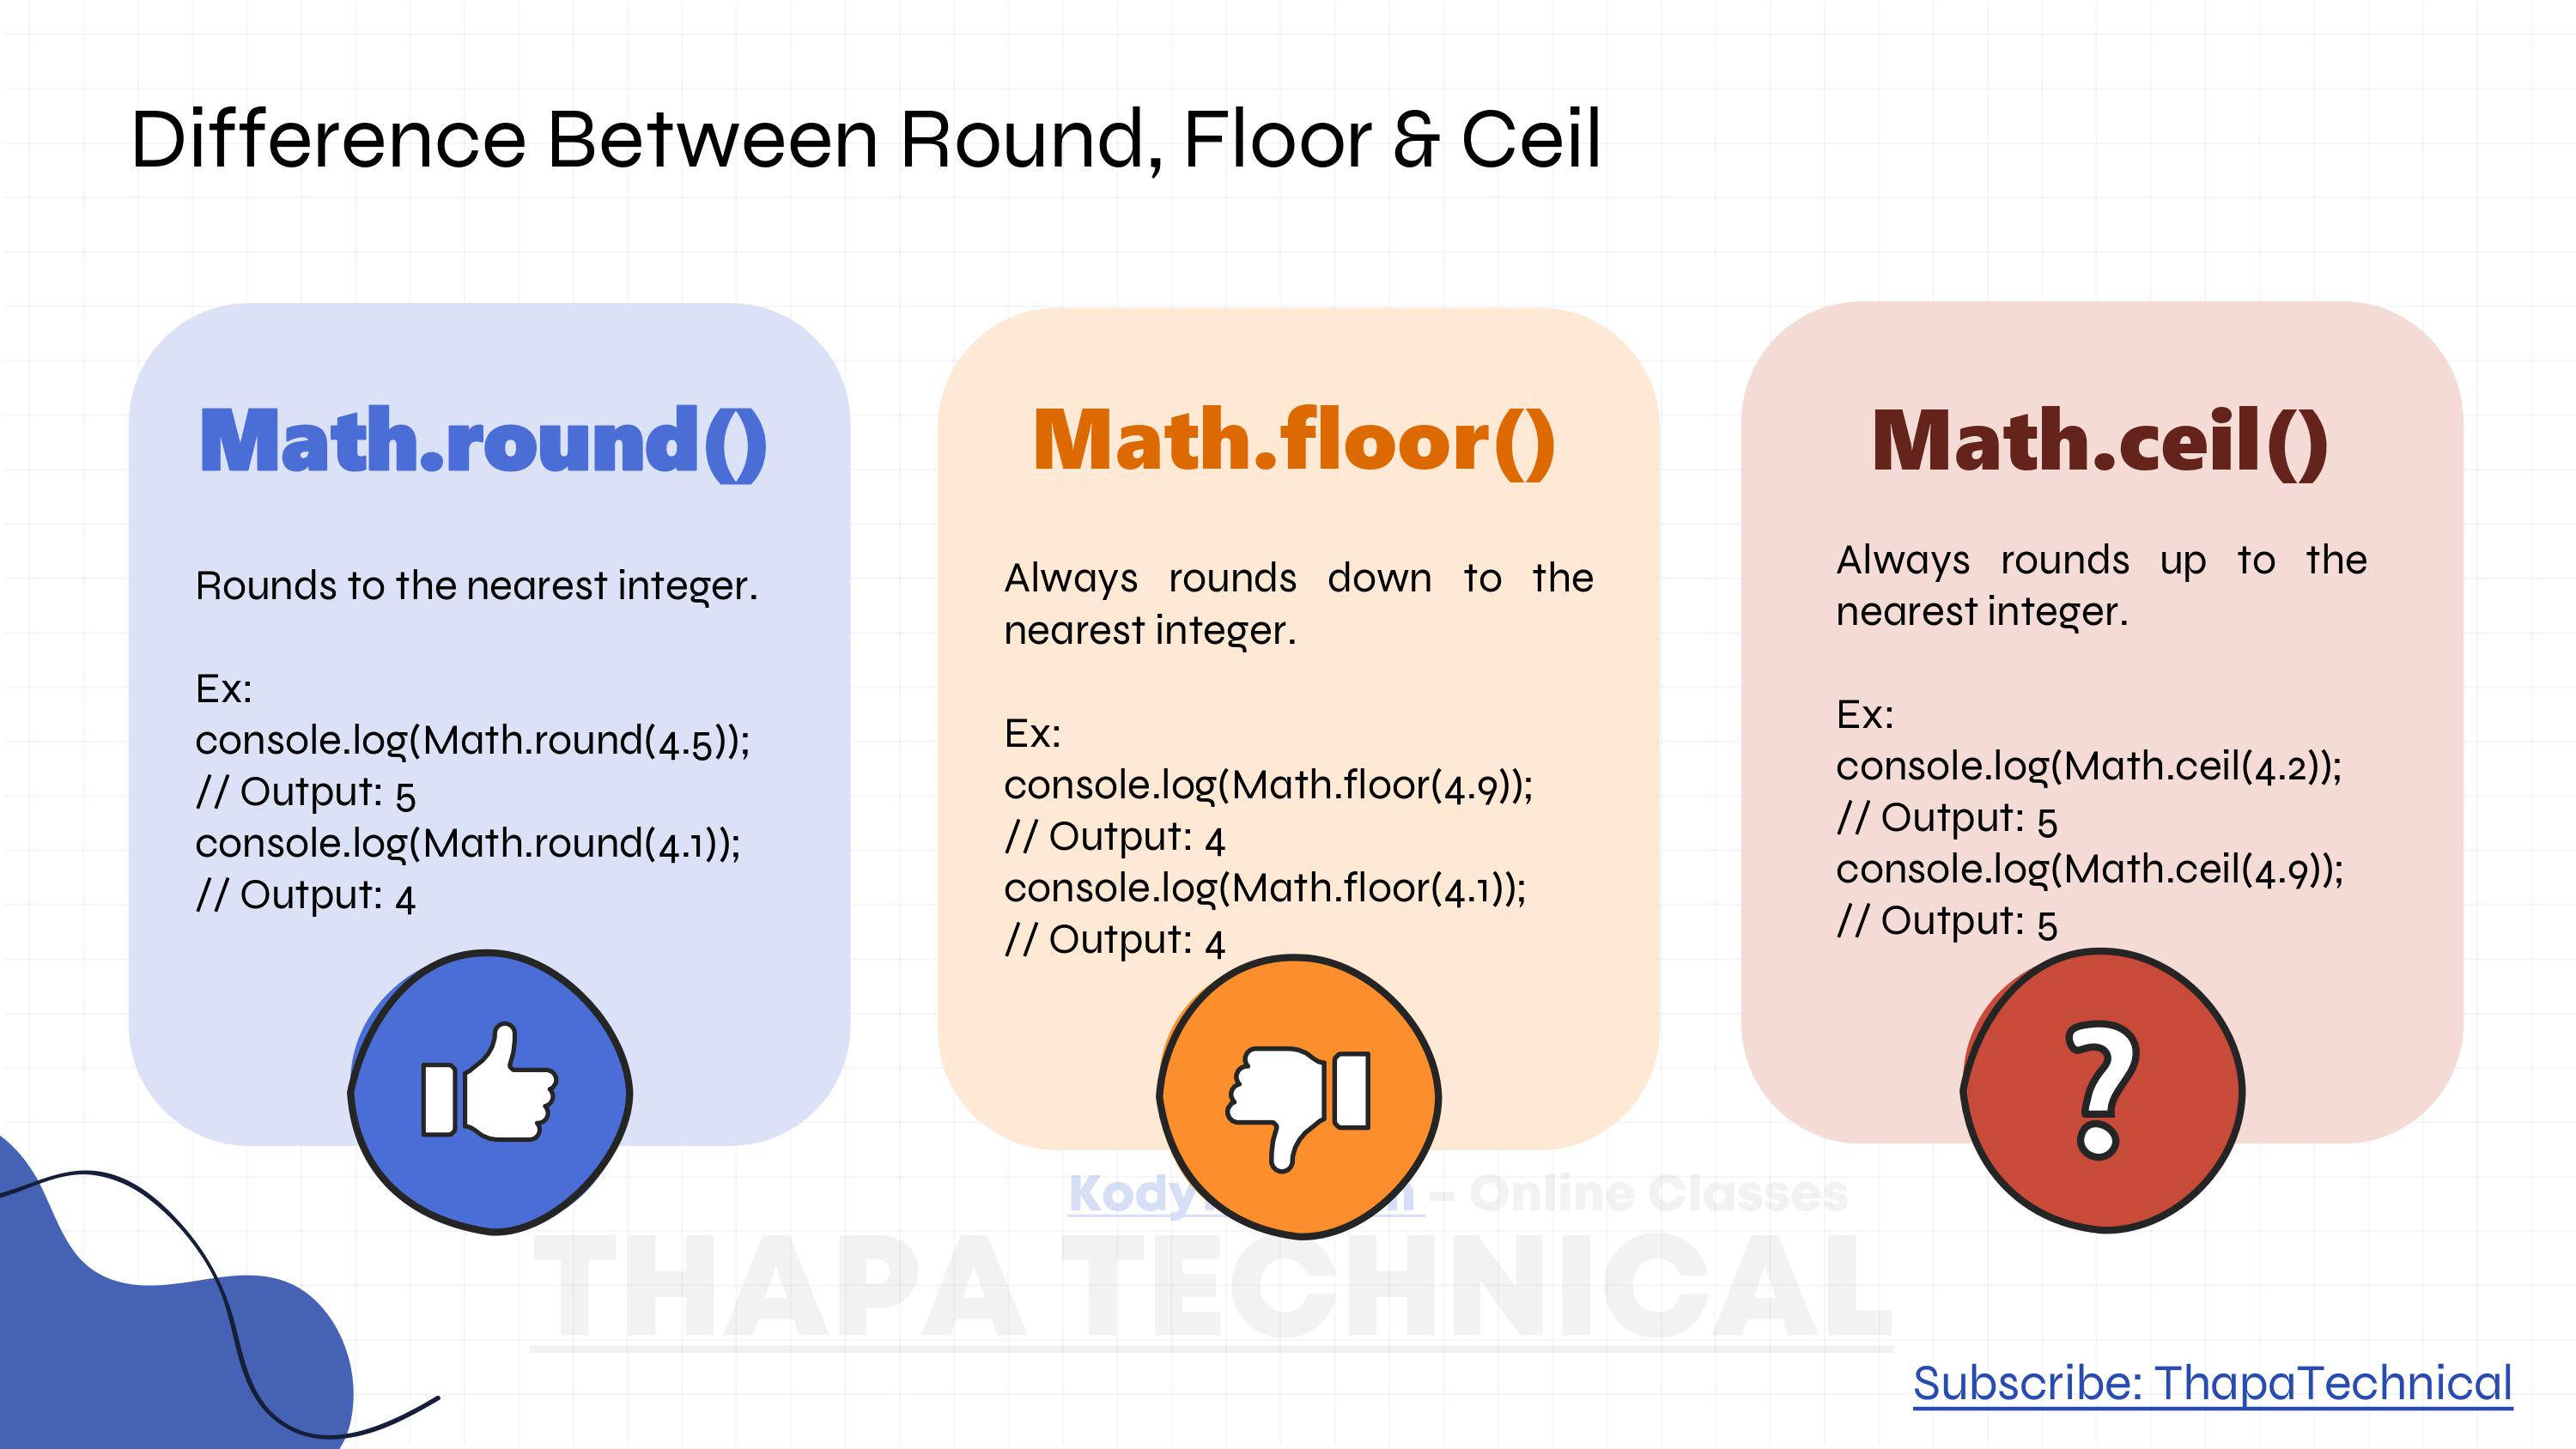 Difference Between Round, Floor & Ceil
Math.round()
Rounds to the nearest integer.
Ex:
console.log(Math.round(4.5));
// Output: 5
console.log(Math.round(4.1));
// Output: 4
Math.floor()
Always rounds down to the
nearest integer.
Ex:
console.log(Math.floor(4.9));
// Output: 4
console.log(Math.floor(4.1));
// Output: 4
Math.ceil()
Always rounds up to the
nearest integer.
Ex:
console.log(Math.ceil(4.2));
// Output: 5
console.log(Math.ceil(4.9));
// Output: 5
?
– Online Classes
THAPA TECHNICAL
Subscribe: ThapaTechnical